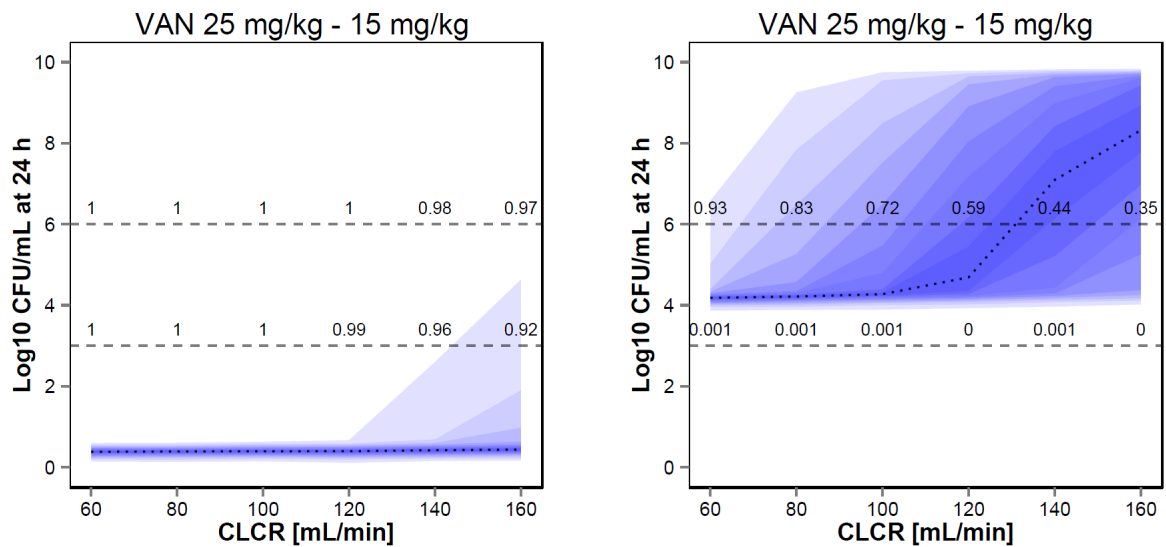 VAN 25 mg/kg - 15 mg/kg
Log10 CFU/mL at 24 h
10
8
6
4
2
0
1 1 1 1 0.98 0.97
1 1 1 0.99 0.96 0.92
60 80 100 120 140 160
CLCR [mL/min]
VAN 25 mg/kg - 15 mg/kg
Log10 CFU/mL at 24 h
10
8
6
4
2
0
0.93 0.83 0.72 0.59 0.44 0.35
0.001 0.001 0.001 0 0.001 0
60 80 100 120 140 160
CLCR [mL/min]